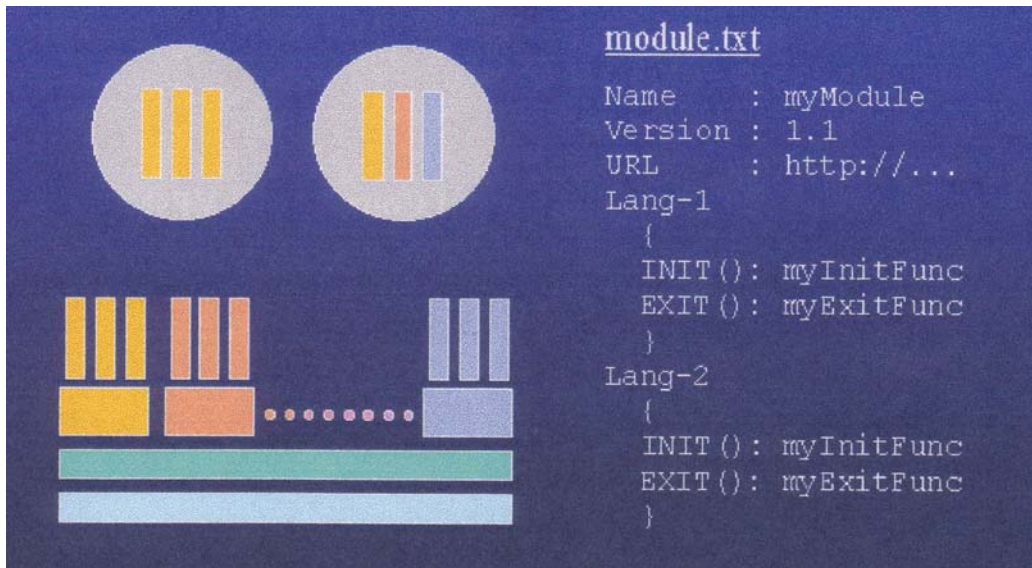 module.txt
Name    : myModule
Version : 1.1
URL     : http://...
Lang-1
  {
  INIT(): myInitFunc
  EXIT(): myExitFunc
  }
Lang-2
  {
  INIT(): myInitFunc
  EXIT(): myExitFunc
  }